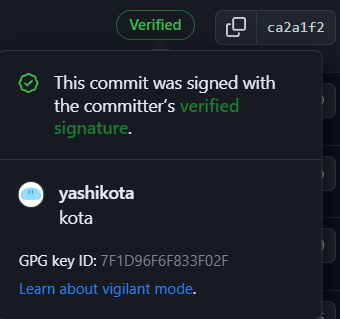 Verified
ca2a1f2
This commit was signed with
the committer's verified
signature.
yashikota
kota
GPG key ID: 7F1D96F6F833F02F
Learn about vigilant mode.